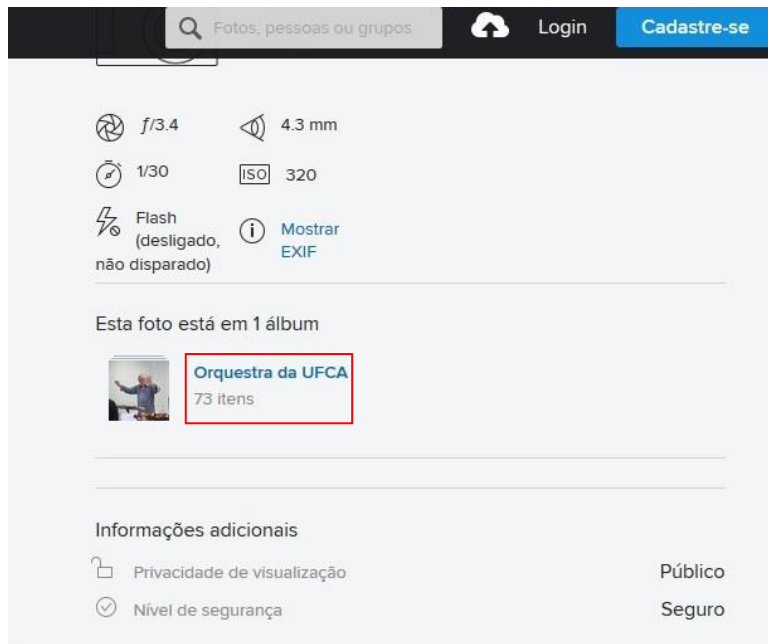 Fotos, pessoas ou grupos
Login
Cadastre-se
ƒ/3.4
4.3 mm
1/30
ISO 320
Flash
(desligado,
não disparado)
Mostrar
EXIF
Esta foto está em 1 álbum
Orquestra da UFCA
73 itens
Informações adicionais
Privacidade de visualização Público
Nível de segurança Seguro